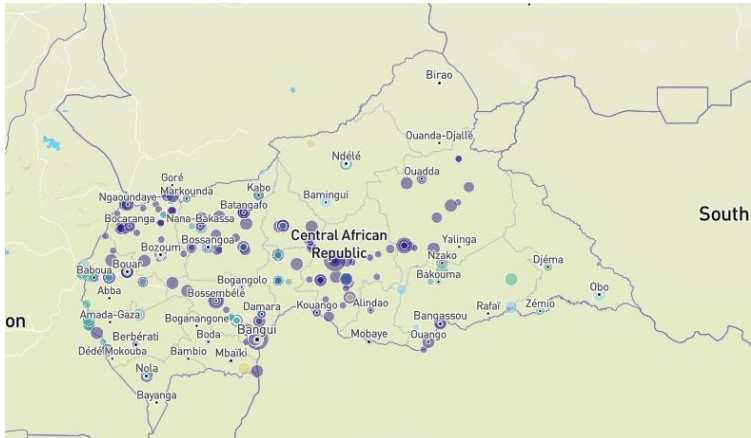 Birao
Ouanda-Djallé
Ndélé
Ouadda
Goré
Markounda
Kabo
Ngaoundaye
Bamingui
Batangafo
Bocaranga
Nana-Bakassa
South
Central African
Republic
Bossangoa
Yalinga
Bozoum
Nzako
Djéma
Bouar
Baboua
Bakouma
Bogangolo
Obo
Abba
Bossembélé
Damara
Kouango
Alindao
Rafaï
Zémio
Amada-Gaza
Boganangone
Bangassou
on
Bangui
Berbérati
Boda
Mobaye
Ouango
Dédé
Mokouba
Bambio
Mbaïki
Nola
Bayanga